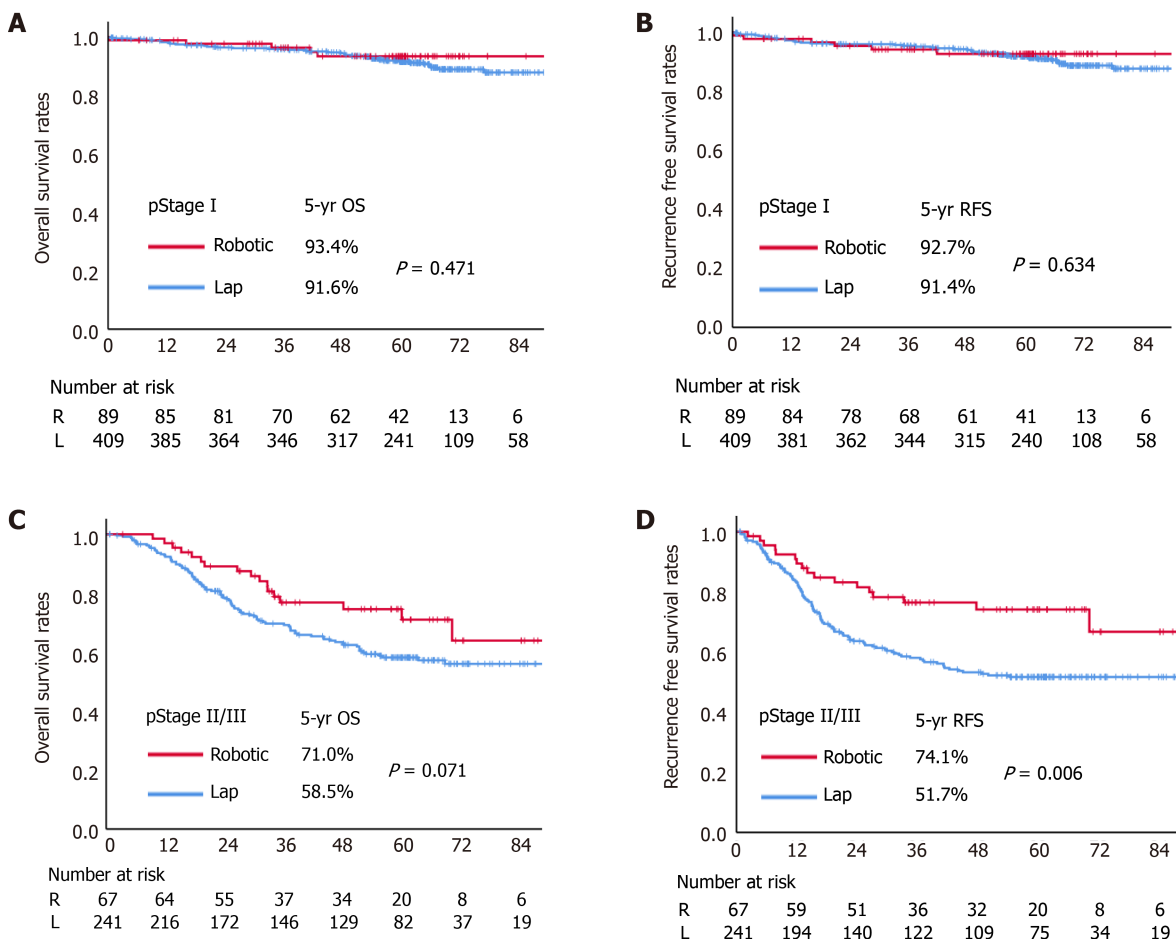 A
Overall survival rates
1.0
0.8
0.6
0.4
0.2
0.0
pStage I 5-yr OS
Robotic 93.4%
Lap 91.6%
P = 0.471
0 12 24 36 48 60 72 84
Number at risk
R 89 85 81 70 62 42 13 6
L 409 385 364 346 317 241 109 58
B
Recurrence free survival rates
1.0
0.8
0.6
0.4
0.2
0.0
pStage I 5-yr RFS
Robotic 92.7%
Lap 91.4%
P = 0.634
0 12 24 36 48 60 72 84
Number at risk
R 89 84 78 68 61 41 13 6
L 409 381 362 344 315 240 108 58
C
Overall survival rates
1.0
0.8
0.6
0.4
0.2
0.0
pStage II/III 5-yr OS
Robotic 71.0%
Lap 58.5%
P = 0.071
0 12 24 36 48 60 72 84
Number at risk
R 67 64 55 37 34 20 8 6
L 241 216 172 146 129 82 37 19
D
Recurrence free survival rates
1.0
0.8
0.6
0.4
0.2
0.0
pStage II/III 5-yr RFS
Robotic 74.1%
Lap 51.7%
P = 0.006
0 12 24 36 48 60 72 84
Number at risk
R 67 59 51 36 32 20 8 6
L 241 194 140 122 109 75 34 19